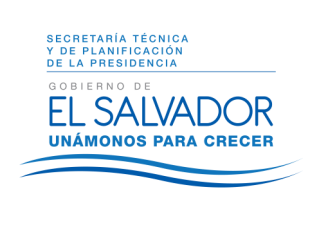 SECRETARÍA TÉCNICA
Y DE PLANIFICACIÓN
DE LA PRESIDENCIA
GOBIERNO DE
EL SALVADOR
UNÁMONOS PARA CRECER